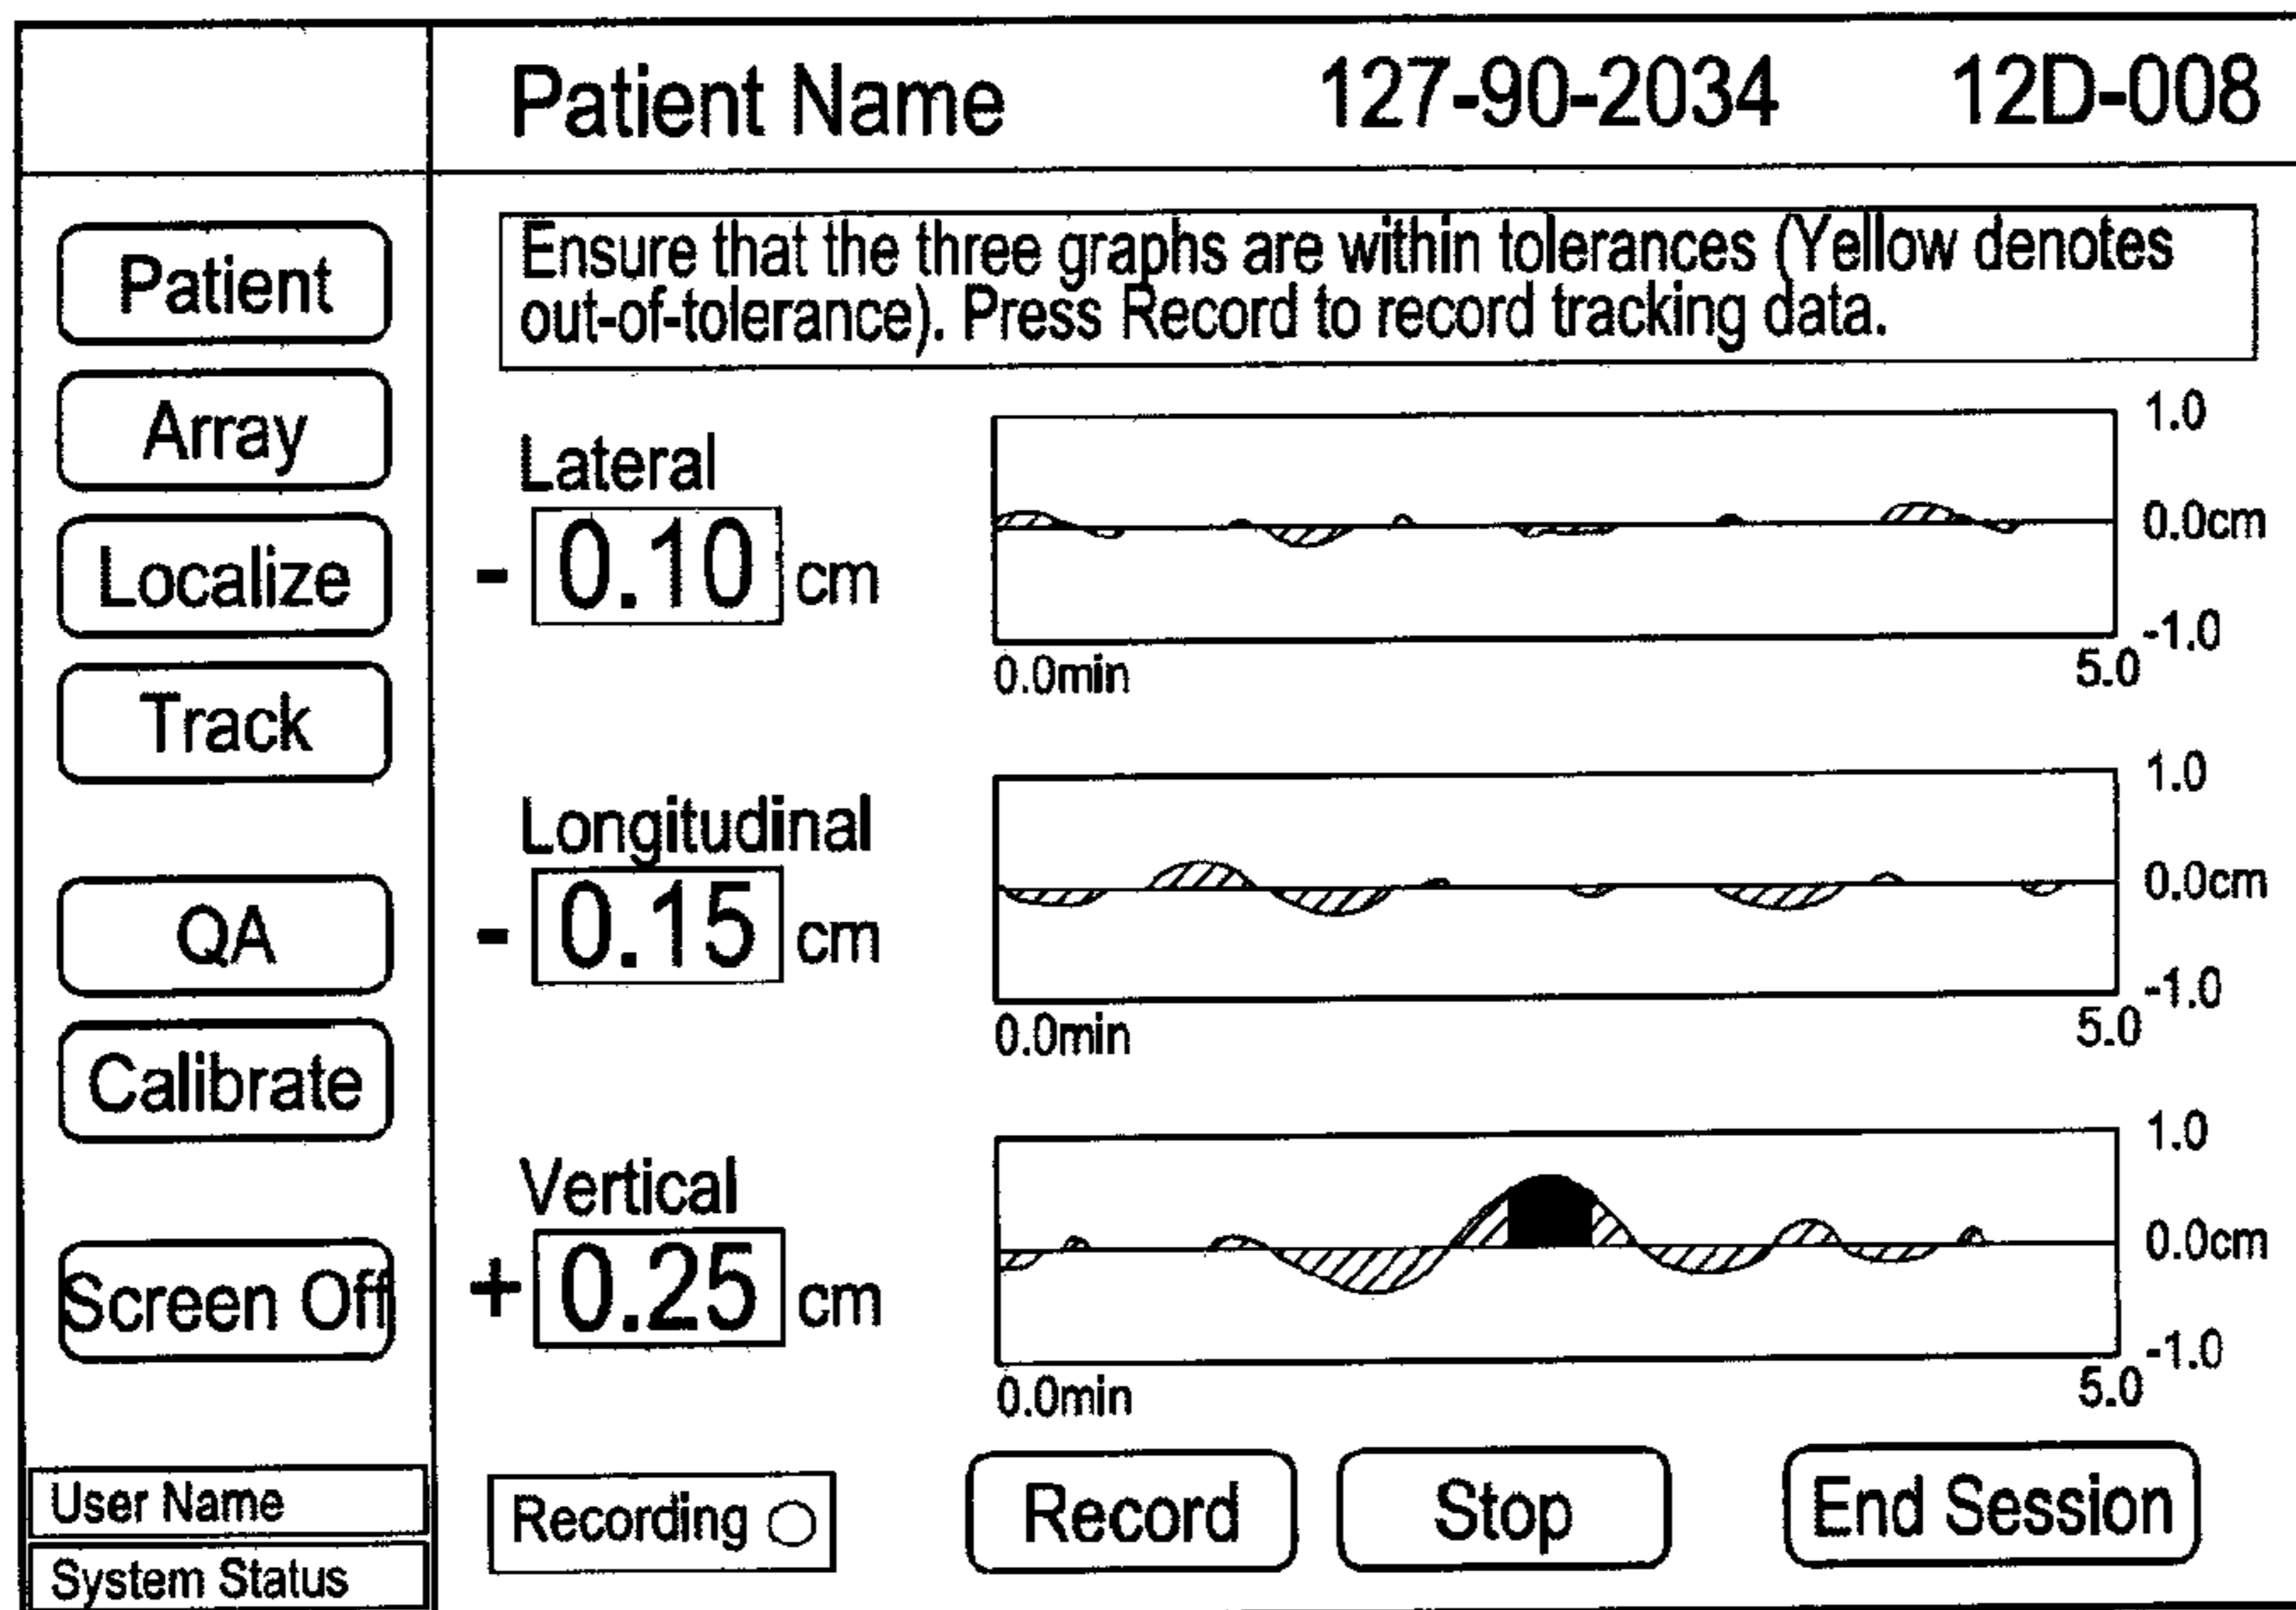 Patient Name 127-90-2034 12D-008
Patient
Array
Localize
Track
QA
Calibrate
Screen Off
User Name
System Status
Ensure that the three graphs are within tolerances (Yellow denotes
out-of-tolerance). Press Record to record tracking data.
Lateral
- 0.10 cm
1.0
0.0cm
-1.0
0.0min 5.0
Longitudinal
- 0.15 cm
1.0
0.0cm
-1.0
0.0min 5.0
Vertical
+ 0.25 cm
1.0
0.0cm
-1.0
0.0min 5.0
Recording Record Stop End Session